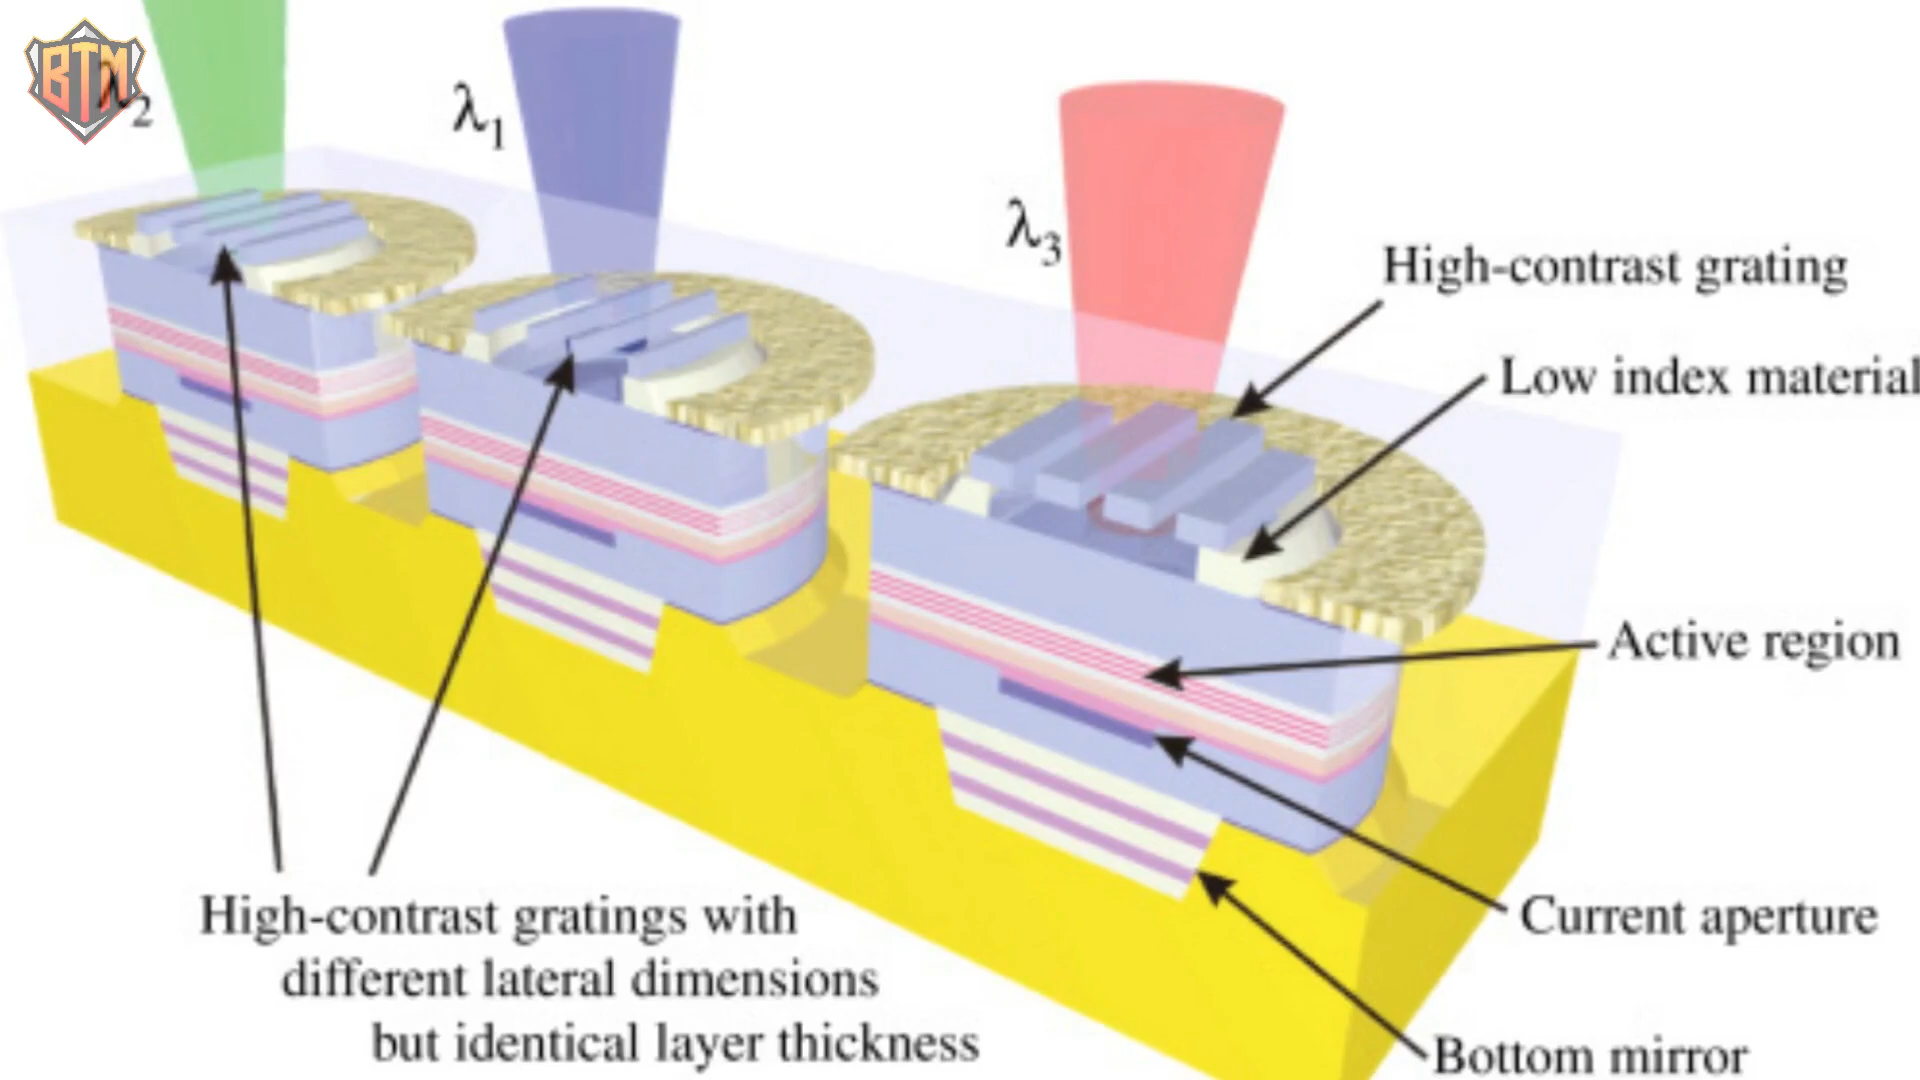 BTM
λ2
λ1
λ3
High-contrast grating
Low index material
Active region
High-contrast gratings with
different lateral dimensions
but identical layer thickness
Current aperture
Bottom mirror